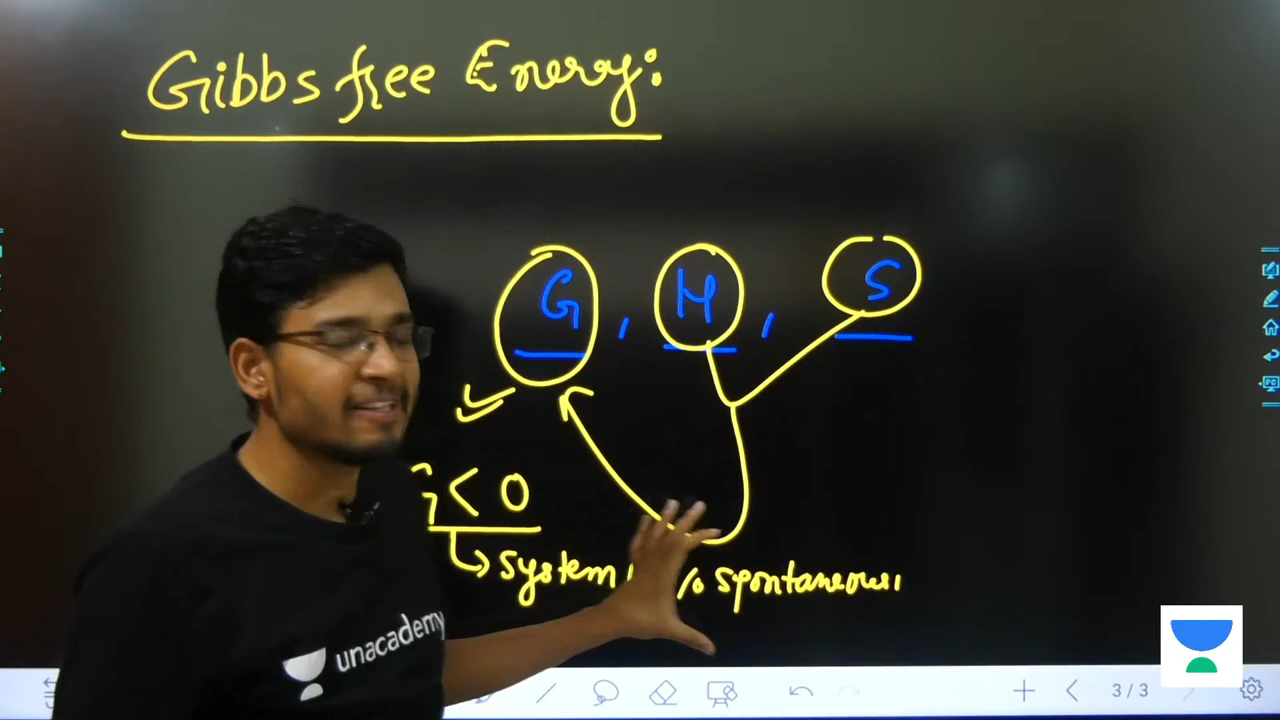 Gibbs free Energy:
G, H, S
< 0
system % spontaneous.
unacademy
3 / 3